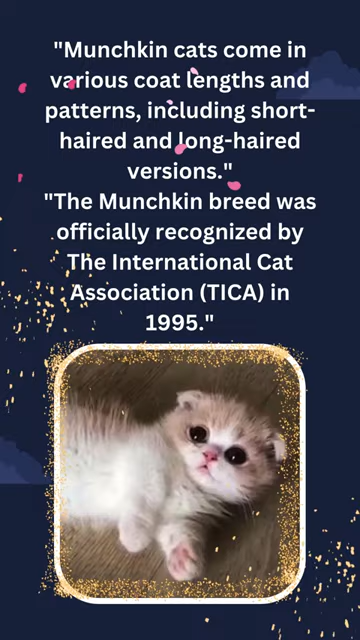 "Munchkin cats come in
various coat lengths and
patterns, including short-
haired and long-haired
versions."
"The Munchkin breed was
officially recognized by
The International Cat
Association (TICA) in
1995."